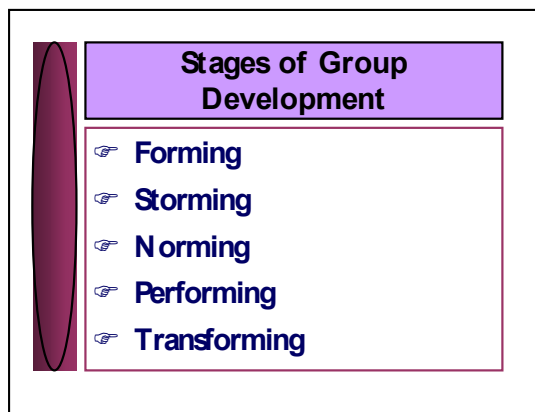 Stages of Group
Development
☞ Forming
☞ Storming
☞ Norming
☞ Performing
☞ Transforming